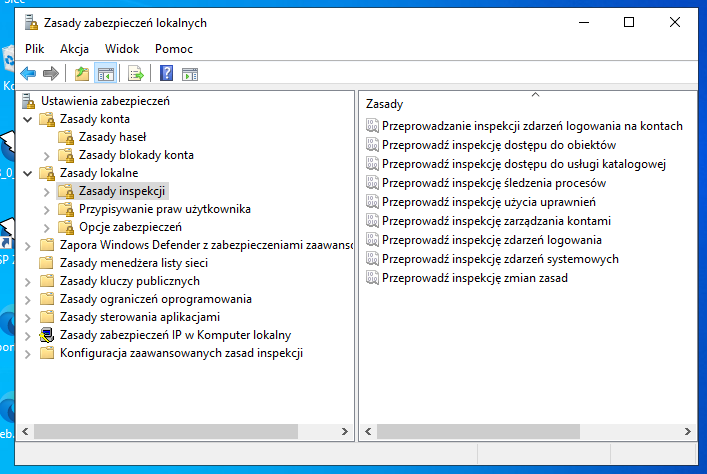 Zasady zabezpieczeń lokalnych
Plik Akcja Widok Pomoc
Ustawienia zabezpieczeń
Zasady konta
Zasady haseł
Zasady blokady konta
Zasady lokalne
Zasady inspekcji
Przypisywanie praw użytkownika
Opcje zabezpieczeń
Zapora Windows Defender z zabezpieczeniami zaawanso
Zasady menedżera listy sieci
Zasady kluczy publicznych
Zasady ograniczeń oprogramowania
Zasady sterowania aplikacjami
Zasady zabezpieczeń IP w Komputer lokalny
Konfiguracja zaawansowanych zasad inspekcji
Zasady
Przeprowadzanie inspekcji zdarzeń logowania na kontach
Przeprowadź inspekcję dostępu do obiektów
Przeprowadź inspekcję dostępu do usługi katalogowej
Przeprowadź inspekcję śledzenia procesów
Przeprowadź inspekcję użycia uprawnień
Przeprowadź inspekcję zarządzania kontami
Przeprowadź inspekcję zdarzeń logowania
Przeprowadź inspekcję zdarzeń systemowych
Przeprowadź inspekcję zmian zasad